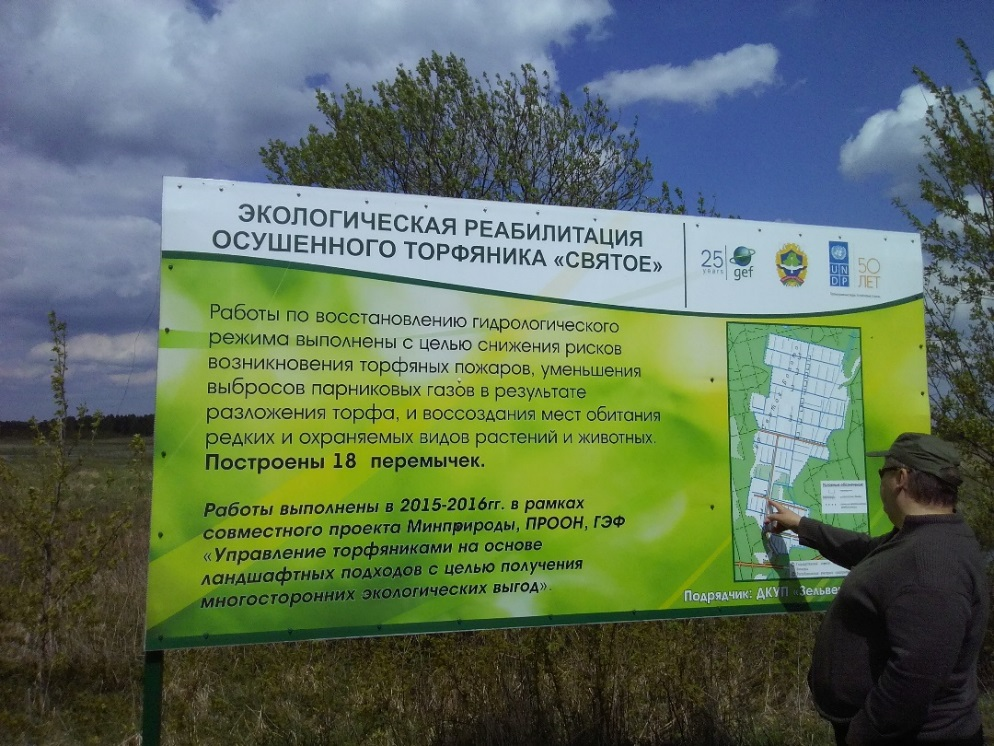 ЭКОЛОГИЧЕСКАЯ РЕАБИЛИТАЦИЯ
ОСУШЕННОГО ТОРФЯНИКА «СВЯТОЕ»
25
years
gef
UN
DP
50
ЛЕТ
Работы по восстановлению гидрологического
режима выполнены с целью снижения рисков
возникновения торфяных пожаров, уменьшения
выбросов парниковых газов в результате
разложения торфа, и воссоздания мест обитания
редких и охраняемых видов растений и животных.
Построены 18 перемычек.
Работы выполнены в 2015-2016гг. в рамках
совместного проекта Минприроды, ПРООН, ГЭФ
«Управление торфяниками на основе
ландшафтных подходов с целью получения
многосторонних экологических выгод».
Подрядчик: ДКУП